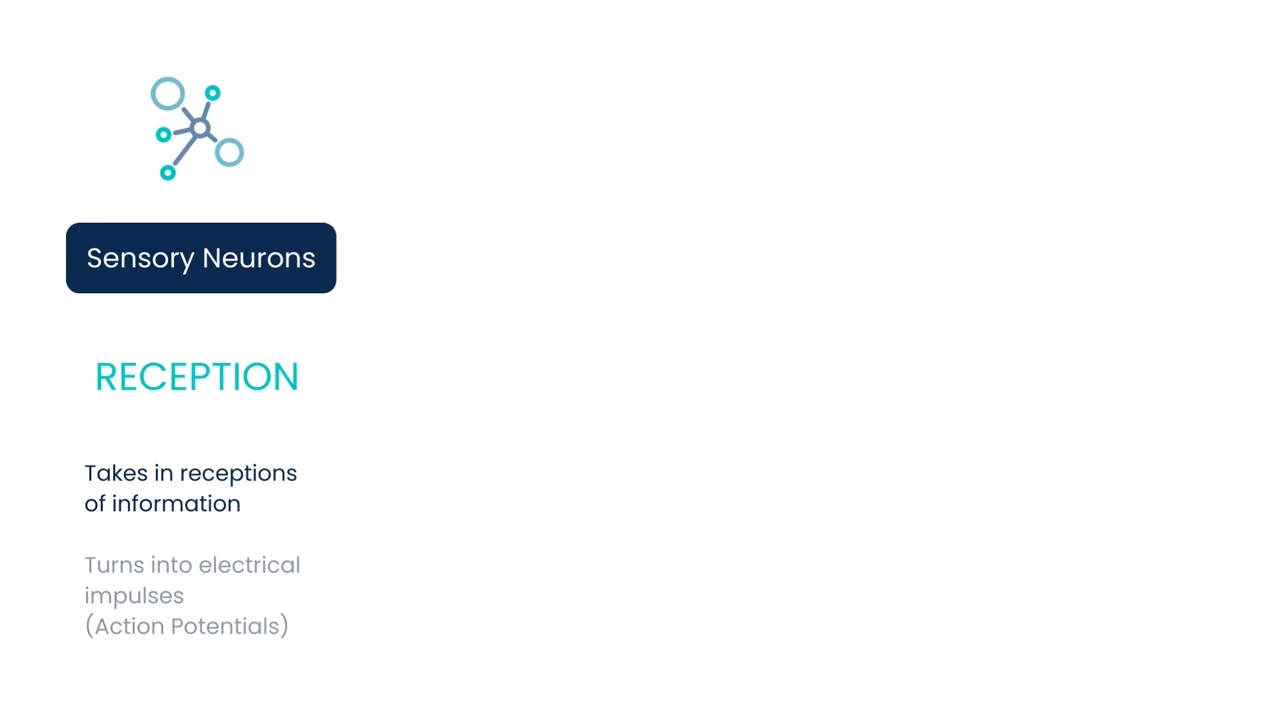 Sensory Neurons
RECEPTION
Takes in receptions
of information
Turns into electrical
impulses
(Action Potentials)